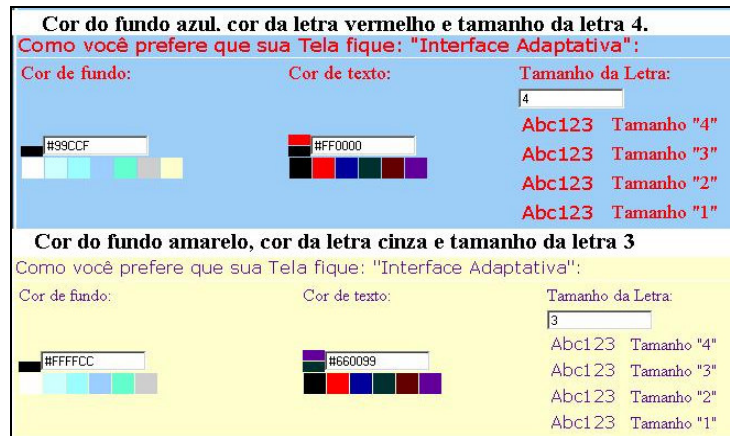 Cor do fundo azul. cor da letra vermelho e tamanho da letra 4.
Como você prefere que sua Tela fique: "Interface Adaptativa":
Cor de fundo: Cor de texto: Tamanho da Letra:
4
Abc123 Tamanho "4"
#99CCF #FF0000
Abc123 Tamanho "3"
Abc123 Tamanho "2"
Abc123 Tamanho "1"
Cor do fundo amarelo, cor da letra cinza e tamanho da letra 3
Como você prefere que sua Tela fique: "Interface Adaptativa":
Cor de fundo: Cor de texto: Tamanho da Letra:
3
Abc123 Tamanho "4"
#FFFFCC #660099
Abc123 Tamanho "3"
Abc123 Tamanho "2"
Abc123 Tamanho "1"